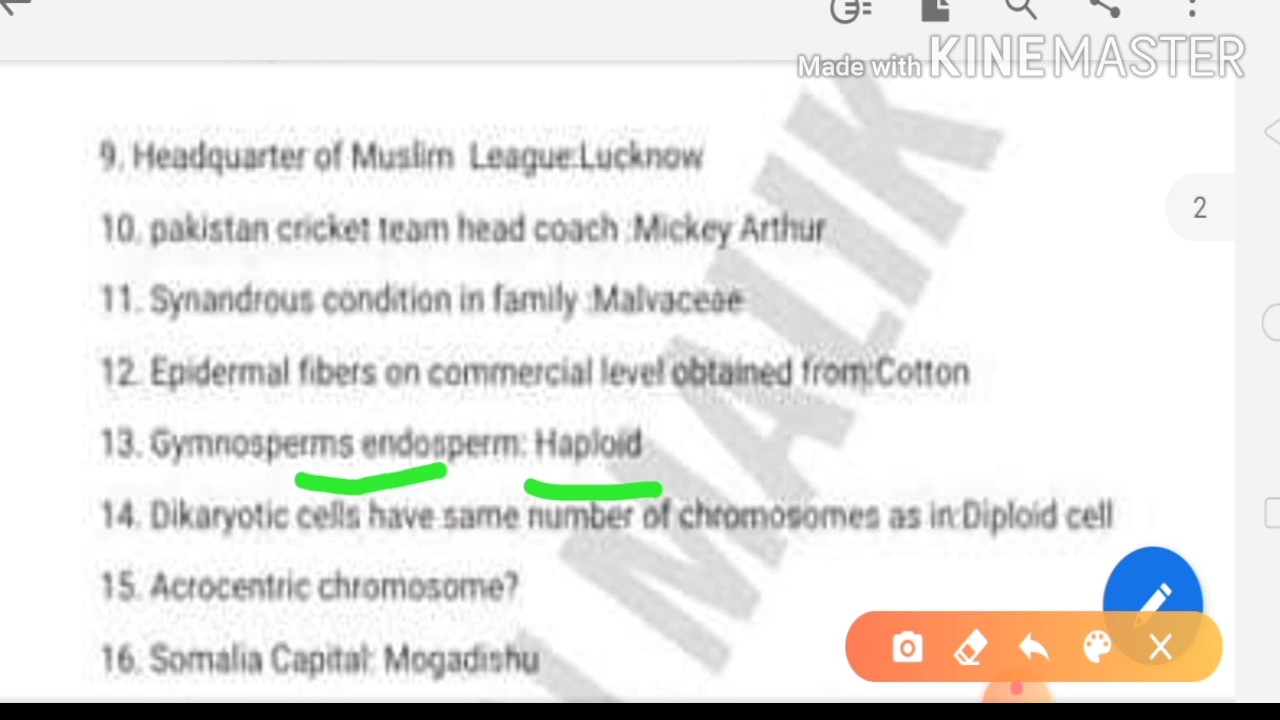 Made with KINEMASTER
9. Headquarter of Muslim League:Lucknow
2
10. pakistan cricket team head coach :Mickey Arthur
11. Synandrous condition in family :Malvaceae
12. Epidermal fibers on commercial level obtained from:Cotton
13. Gymnosperms endosperm: Haploid
14. Dikaryotic cells have same number of chromosomes as in:Diploid cell
15. Acrocentric chromosome?
16. Somalia Capital: Mogadishu
MALIK